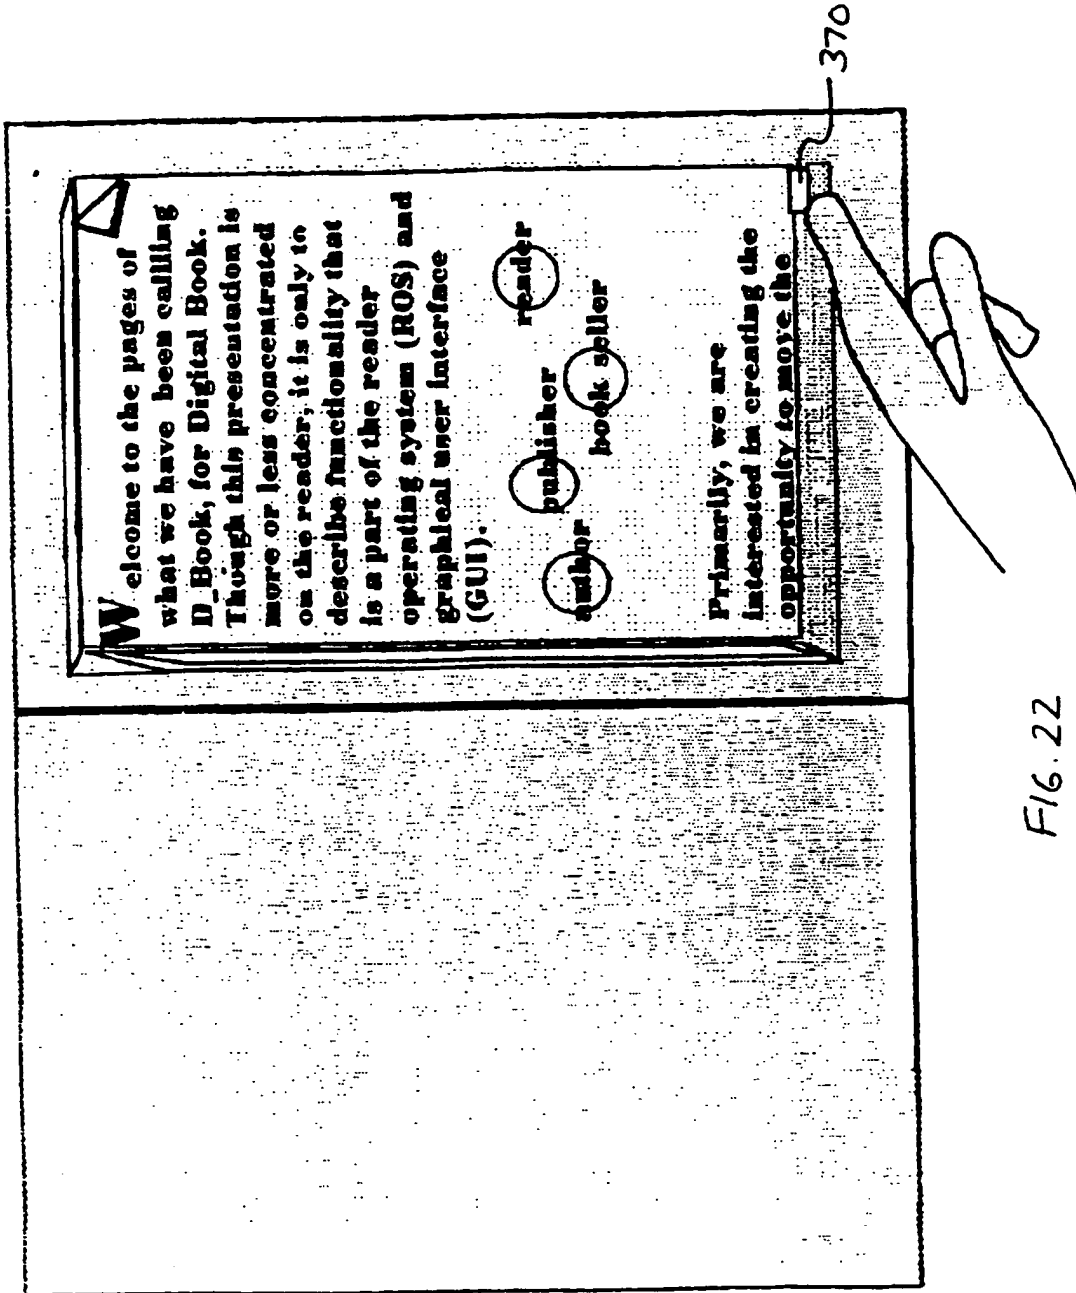 Welcome to the pages of
what we have been callling
D_Book, for Digital Book.
Though this presentation is
more or less concentrated
on the reader, it is only to
describe functionality that
is a part of the reader
operating system (ROS) and
graphical user interface
(GUI).
reader
publisher
author
book seller
Primarily, we are
interested in creating the
opportunity to move the
370
FIG. 22